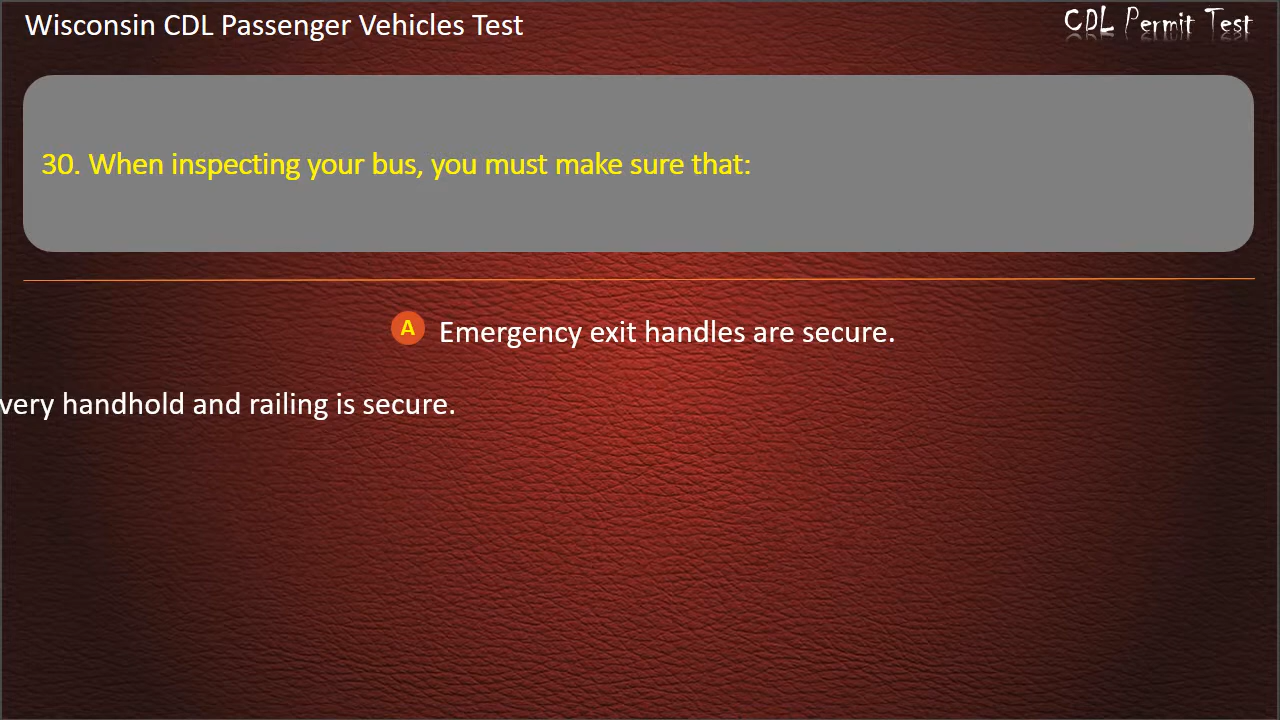 Wisconsin CDL Passenger Vehicles Test
CDL Permit Test
30. When inspecting your bus, you must make sure that:
A Emergency exit handles are secure.
very handhold and railing is secure.